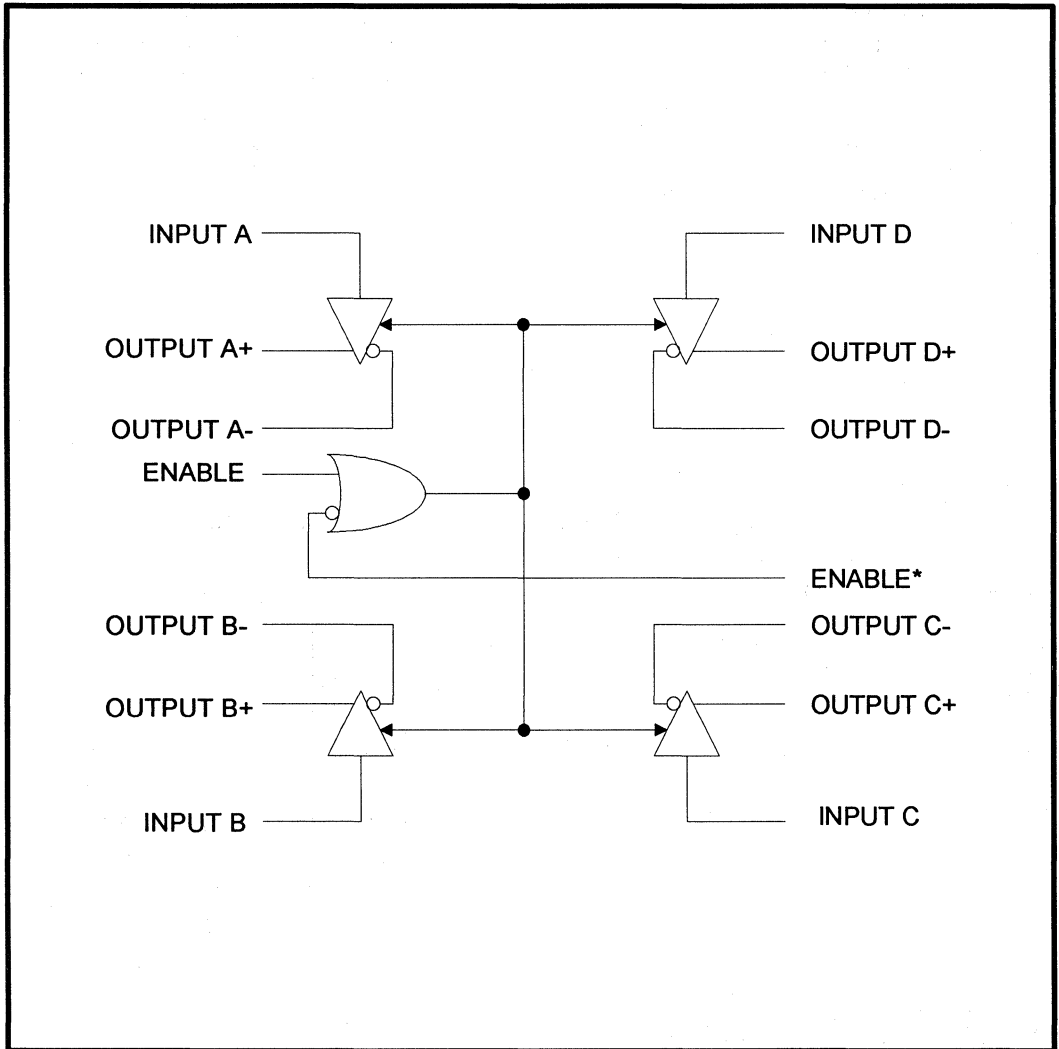 INPUT A
INPUT D
OUTPUT A+
OUTPUT D+
OUTPUT A-
OUTPUT D-
ENABLE
ENABLE*
OUTPUT B-
OUTPUT C-
OUTPUT B+
OUTPUT C+
INPUT B
INPUT C